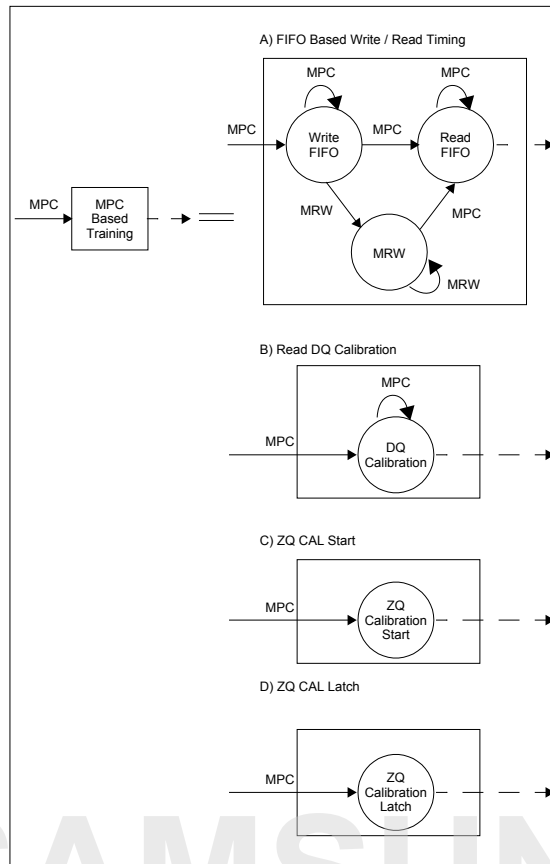 A) FIFO Based Write / Read Timing
MPC
MPC
MPC
Write
FIFO
MPC
Read
FIFO
MPC
MPC
Based
Training
MRW
MPC
MRW
MRW
B) Read DQ Calibration
MPC
MPC
DQ
Calibration
C) ZQ CAL Start
MPC
ZQ
Calibration
Start
D) ZQ CAL Latch
MPC
ZQ
Calibration
Latch
SAMSUN